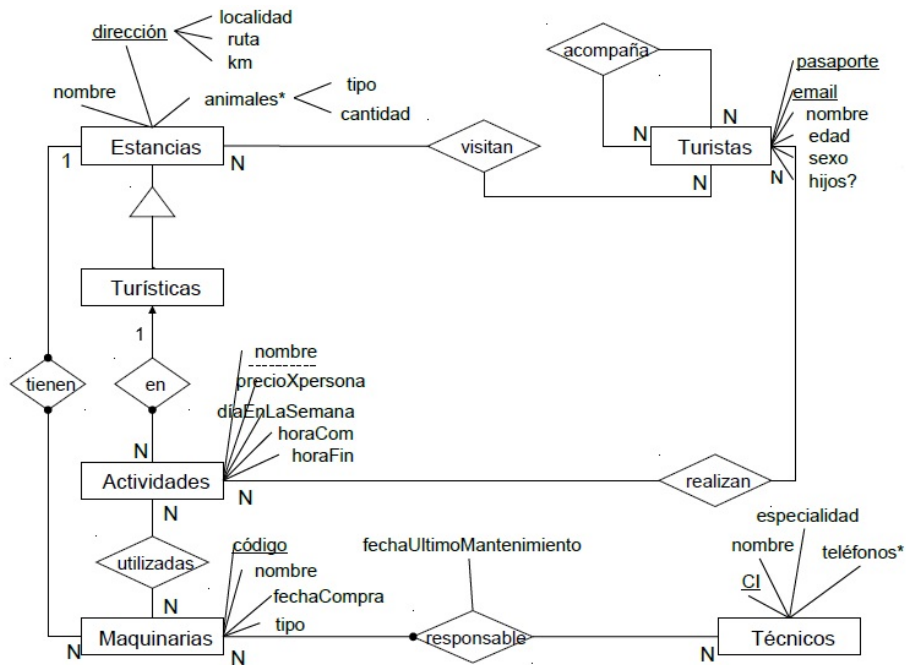 localidad
dirección
ruta
km
nombre
animales*
tipo
cantidad
acompaña
pasaporte
email
nombre
edad
sexo
hijos?
N
N
Estancias
1
N
visitan
Turistas
N
N
Turísticas
1
tienen
en
nombre
precioXpersona
díaEnLaSemana
horaCom
horaFin
N
Actividades
N
N
realizan
utilizadas
código
nombre
fechaCompra
tipo
N
Maquinarias
N
N
fechaUltimoMantenimiento
responsable
especialidad
nombre
teléfonos*
CI
N
Técnicos